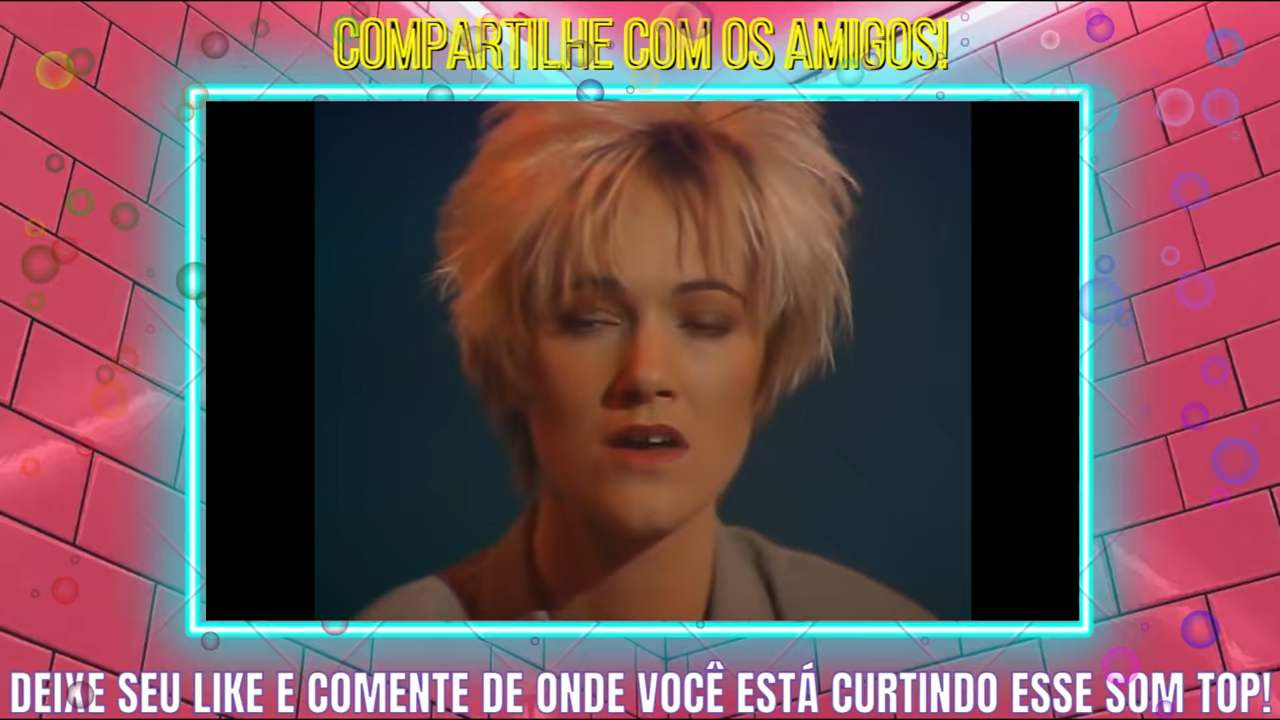 COMPARTILHE COM OS AMIGOS!
DEIXE SEU LIKE E COMENTE DE ONDE VOCÊ ESTÁ CURTINDO ESSE SOM TOP!